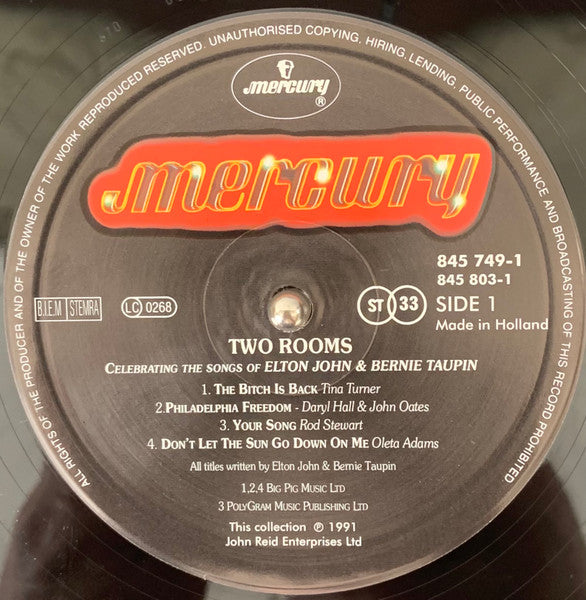 ALL RIGHTS OF THE PRODUCER AND OF THE OWNER OF THE WORK REPRODUCED RESERVED. UNAUTHORISED COPYING, HIRING, LENDING, PUBLIC PERFORMANCE AND BROADCASTING OF THIS RECORD PROHIBITED.
mercury
®
mercury
845 749-1
845 803-1
B.I.E.M STEMRA
LC 0268
ST 33
SIDE 1
Made in Holland
TWO ROOMS
CELEBRATING THE SONGS OF ELTON JOHN & BERNIE TAUPIN
1. THE BITCH IS BACK Tina Turner
2.PHILADELPHIA FREEDOM - Daryl Hall & John Oates
3. YOUR SONG Rod Stewart
4. DON'T LET THE SUN GO DOWN ON ME Oleta Adams
All titles written by Elton John & Bernie Taupin
1,2,4 BIG PIG MUSIC LTD
3 POLYGRAM MUSIC PUBLISHING LTD
This collection ℗ 1991
John Reid Enterprises Ltd